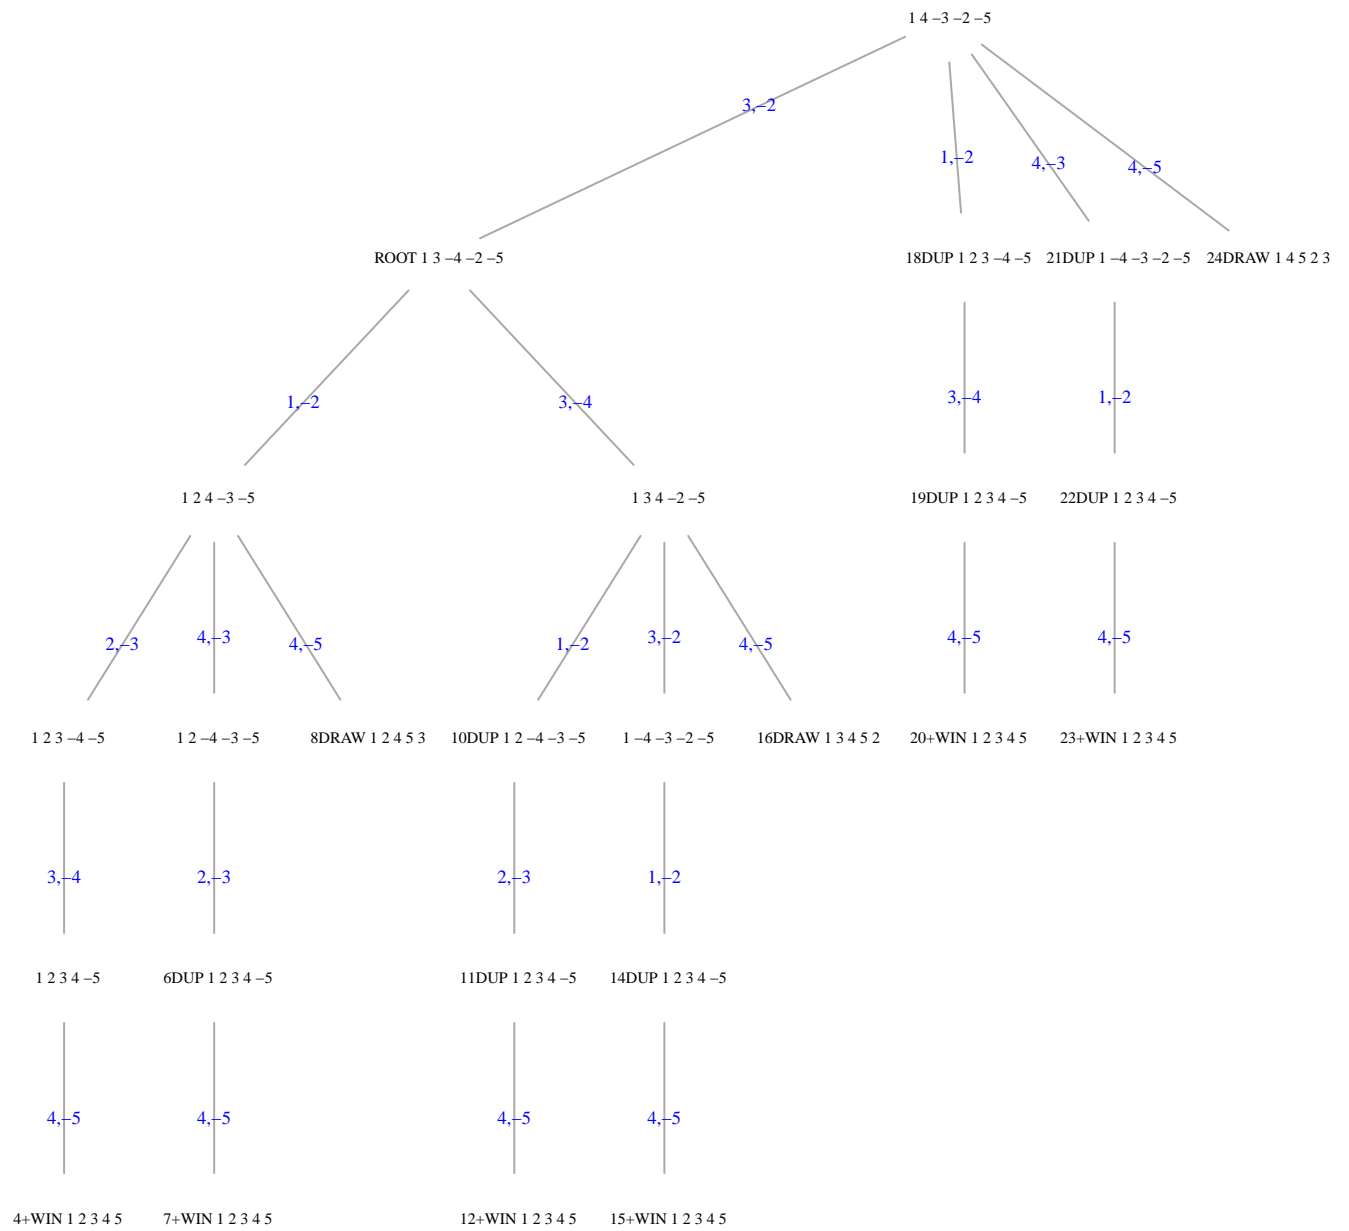 1 4 −3 −2 −5
3,−2
1,−2
4,−3
4,−5
ROOT 1 3 −4 −2 −5
18DUP 1 2 3 −4 −5
21DUP 1 −4 −3 −2 −5
24DRAW 1 4 5 2 3
1,−2
3,−4
3,−4
1,−2
1 2 4 −3 −5
1 3 4 −2 −5
19DUP 1 2 3 4 −5
22DUP 1 2 3 4 −5
2,−3
4,−3
4,−5
1,−2
3,−2
4,−5
4,−5
4,−5
1 2 3 −4 −5
1 2 −4 −3 −5
8DRAW 1 2 4 5 3
10DUP 1 2 −4 −3 −5
1 −4 −3 −2 −5
16DRAW 1 3 4 5 2
20+WIN 1 2 3 4 5
23+WIN 1 2 3 4 5
3,−4
2,−3
2,−3
1,−2
1 2 3 4 −5
6DUP 1 2 3 4 −5
11DUP 1 2 3 4 −5
14DUP 1 2 3 4 −5
4,−5
4,−5
4,−5
4,−5
4+WIN 1 2 3 4 5
7+WIN 1 2 3 4 5
12+WIN 1 2 3 4 5
15+WIN 1 2 3 4 5